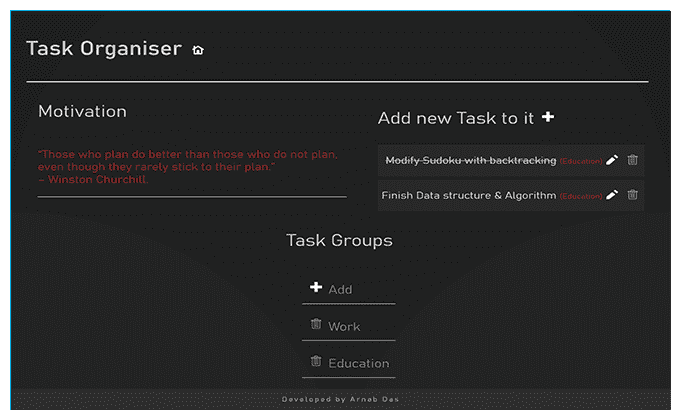 Task Organiser
Motivation
"Those who plan do better than those who do not plan,
even though they rarely stick to their plan."
– Winston Churchill.
Add new Task to it
Modify Sudoku with backtracking (Education)
Finish Data structure & Algorithm (Education)
Task Groups
Add
Work
Education
Developed by Arnab Das